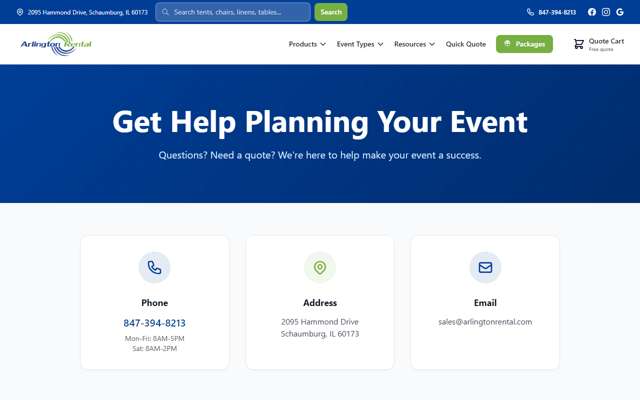 2095 Hammond Drive, Schaumburg, IL 60173
Search tents, chairs, linens, tables...
Search
847-394-8213
Arlington Rental
Products
Event Types
Resources
Quick Quote
Packages
Quote Cart
Free quote
Get Help Planning Your Event
Questions? Need a quote? We're here to help make your event a success.
Phone
847-394-8213
Mon-Fri: 8AM-5PM
Sat: 8AM-2PM
Address
2095 Hammond Drive
Schaumburg, IL 60173
Email
sales@arlingtonrental.com